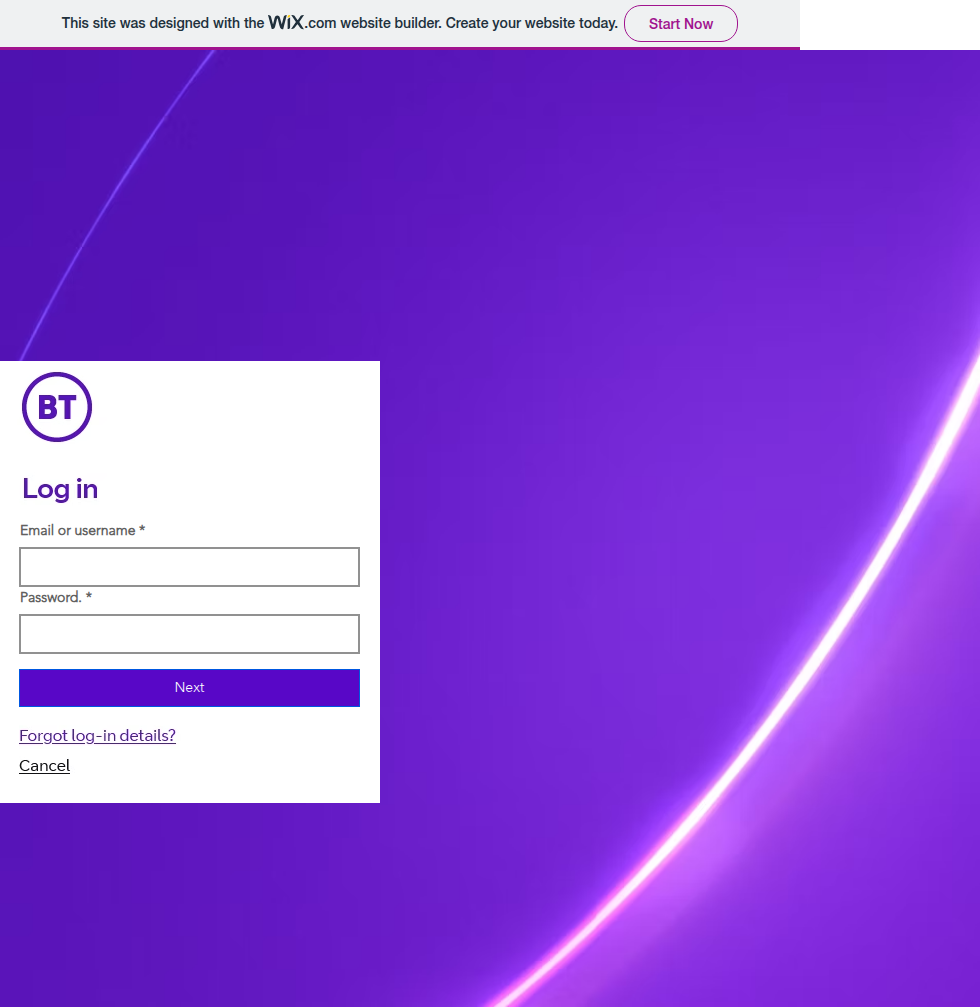 This site was designed with the WiX.com website builder. Create your website today. Start Now
BT
Log in
Email or username *
Password. *
Next
Forgot log-in details?
Cancel